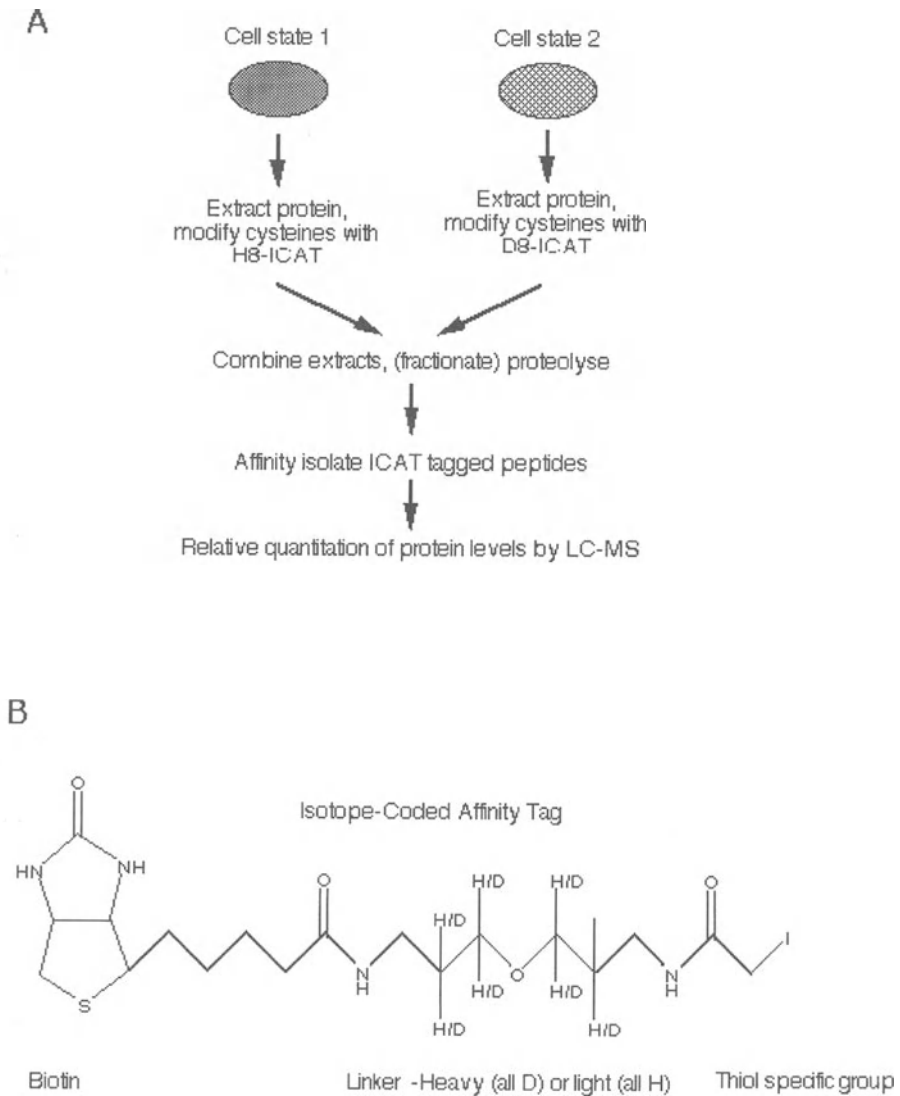 A
Cell state 1
Cell state 2
Extract protein,
modify cysteines with
H8-ICAT
Extract protein,
modify cysteines with
D8-ICAT
Combine extracts, (fractionate) proteolyse
Affinity isolate ICAT tagged peptides
Relative quantitation of protein levels by LC-MS
B
Isotope-Coded Affinity Tag
O
HN
NH
S
O
N
H
H/D
H/D
H/D
H/D
O
H/D
H/D
H/D
N
H
O
I
Biotin
Linker -Heavy (all D) or light (all H)
Thiol specific group